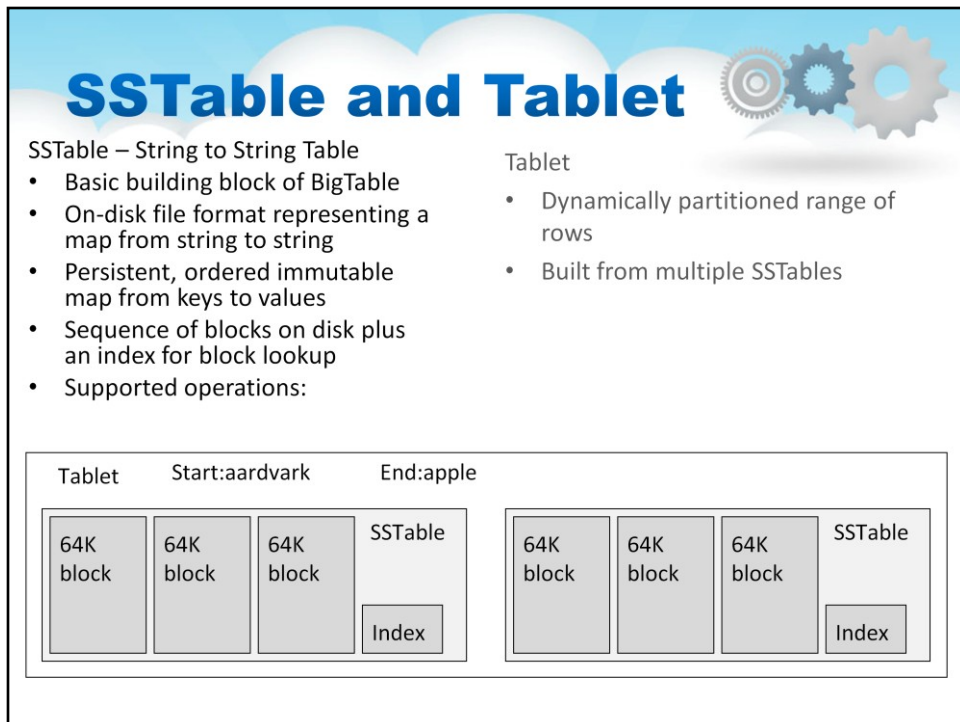 SSTable and Tablet
SSTable – String to String Table
• Basic building block of BigTable
• On-disk file format representing a
map from string to string
• Persistent, ordered immutable
map from keys to values
• Sequence of blocks on disk plus
an index for block lookup
• Supported operations:
Tablet
• Dynamically partitioned range of
rows
• Built from multiple SSTables
Tablet Start:aardvark End:apple
64K
block
64K
block
64K
block
SSTable
Index
64K
block
64K
block
64K
block
SSTable
Index